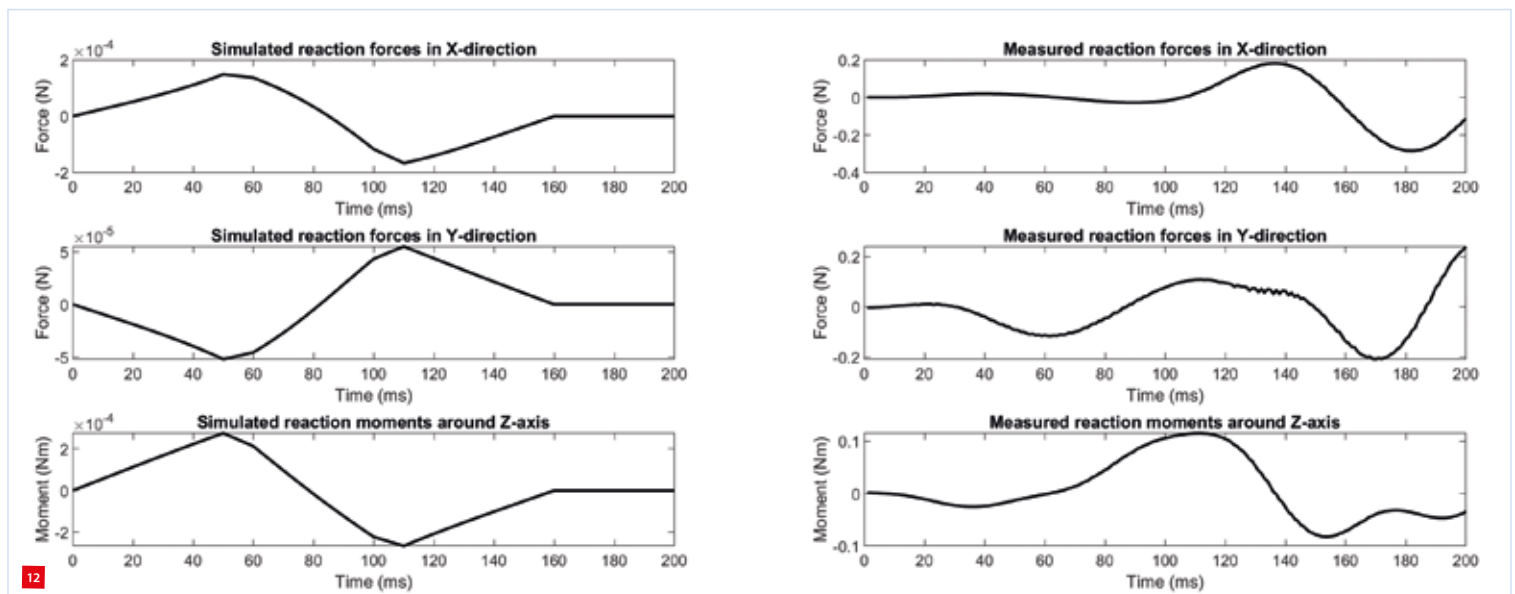 Simulated reaction forces in X-direction
×10⁻⁴
2
0
-2
Force (N)
0 20 40 60 80 100 120 140 160 180 200
Time (ms)
Measured reaction forces in X-direction
0.2
0
-0.2
-0.4
Force (N)
0 20 40 60 80 100 120 140 160 180 200
Time (ms)
Simulated reaction forces in Y-direction
×10⁻⁵
5
0
-5
Force (N)
0 20 40 60 80 100 120 140 160 180 200
Time (ms)
Measured reaction forces in Y-direction
0.2
0
-0.2
Force (N)
0 20 40 60 80 100 120 140 160 180 200
Time (ms)
Simulated reaction moments around Z-axis
×10⁻⁴
2
0
-2
Moment (Nm)
0 20 40 60 80 100 120 140 160 180 200
Time (ms)
Measured reaction moments around Z-axis
0.1
0
-0.1
Moment (Nm)
0 20 40 60 80 100 120 140 160 180 200
Time (ms)
12